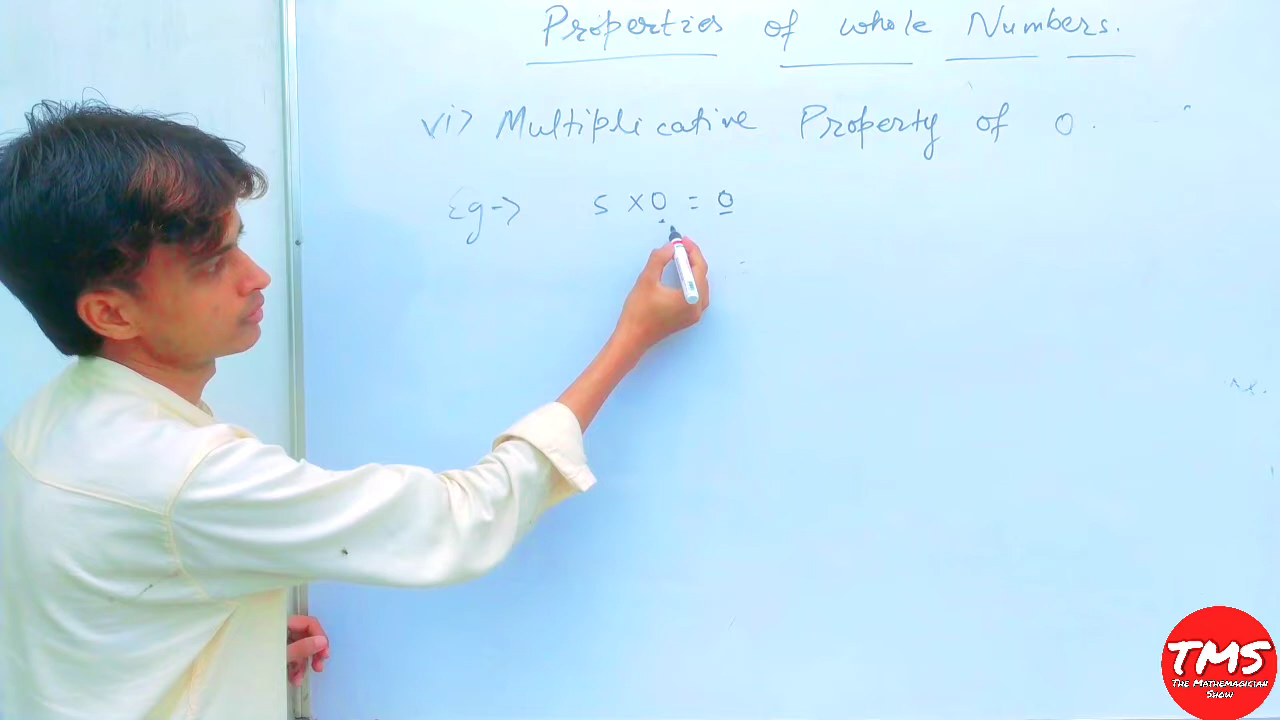 Properties of whole Numbers.
vi> Multiplicative Property of 0.
Eg-> 5 x 0 = 0
TMS
The Mathemagician
Show